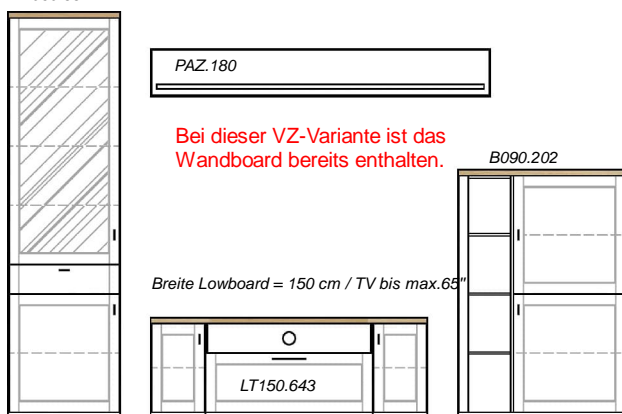 PAZ.180
Bei dieser VZ-Variante ist das
Wandboard bereits enthalten.
B090.202
Breite Lowboard = 150 cm / TV bis max.65"
LT150.643